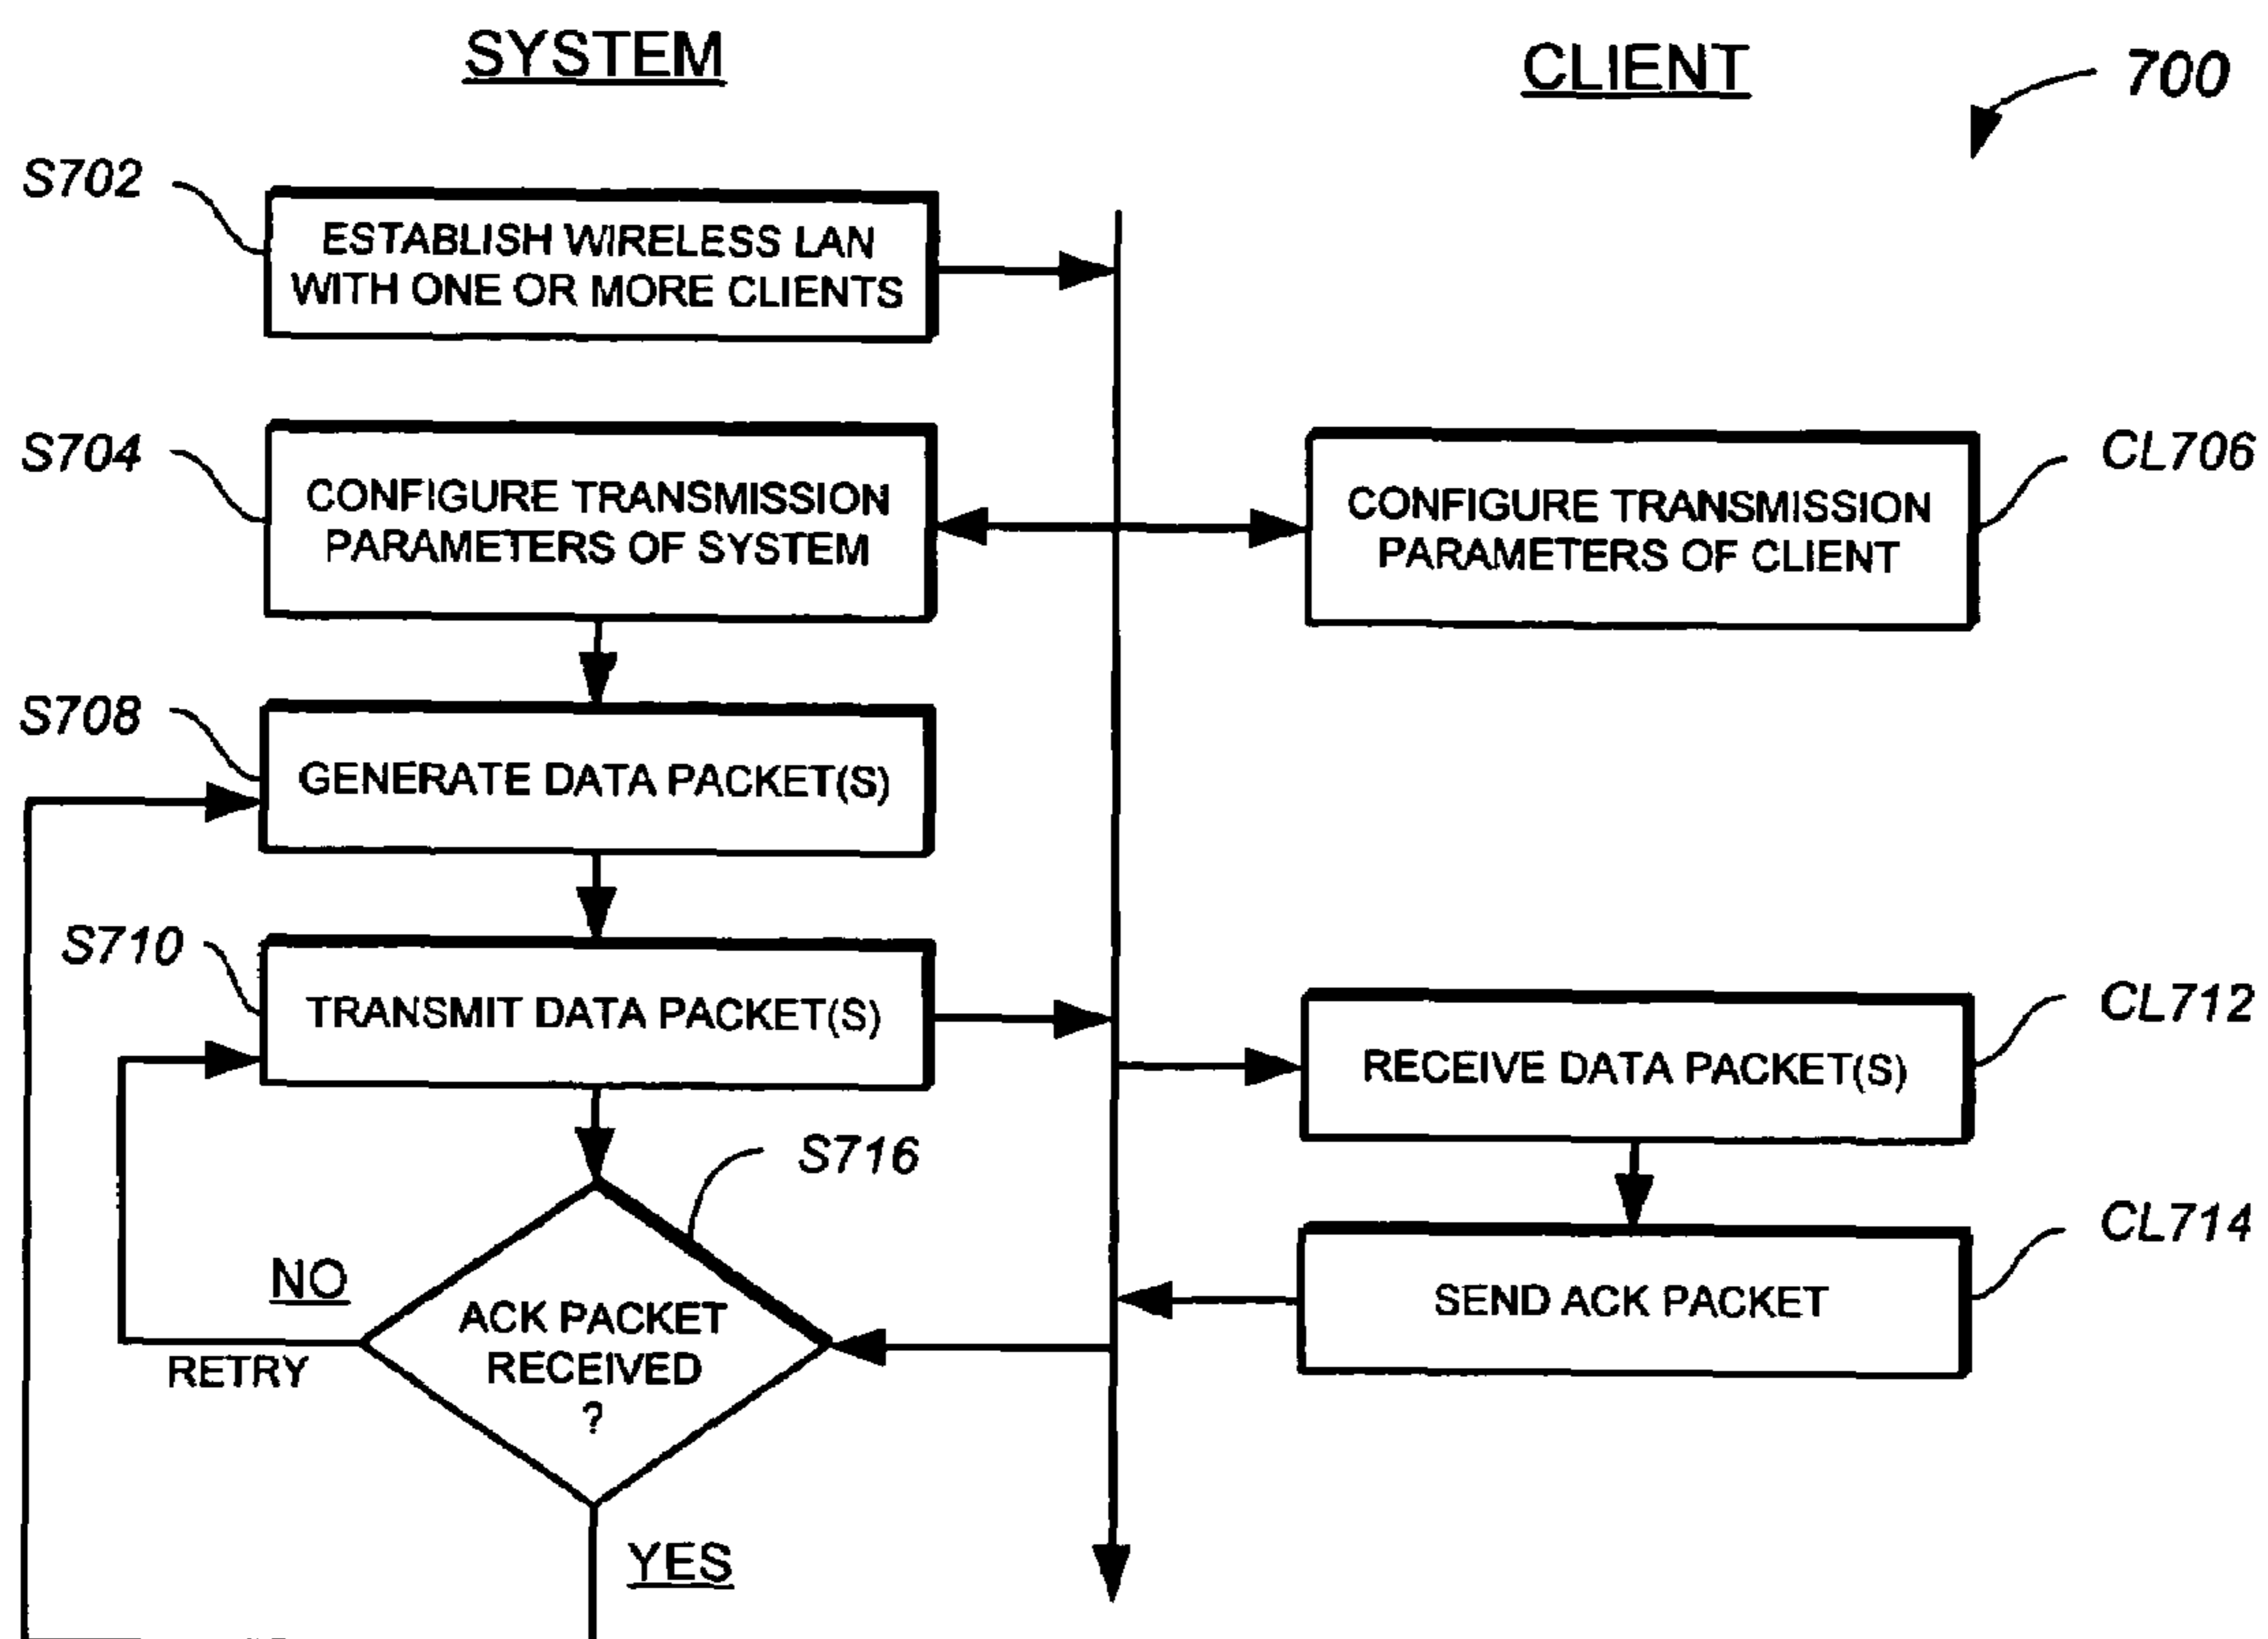 SYSTEM
CLIENT
700
S702
ESTABLISH WIRELESS LAN
WITH ONE OR MORE CLIENTS
S704
CONFIGURE TRANSMISSION
PARAMETERS OF SYSTEM
CL706
CONFIGURE TRANSMISSION
PARAMETERS OF CLIENT
S708
GENERATE DATA PACKET(S)
S710
TRANSMIT DATA PACKET(S)
CL712
RECEIVE DATA PACKET(S)
S716
CL714
SEND ACK PACKET
NO
RETRY
ACK PACKET
RECEIVED
?
YES